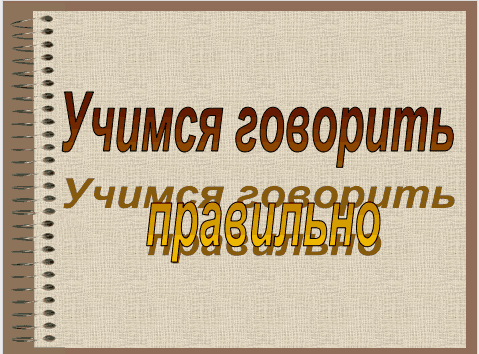 Учимся говорить
правильно